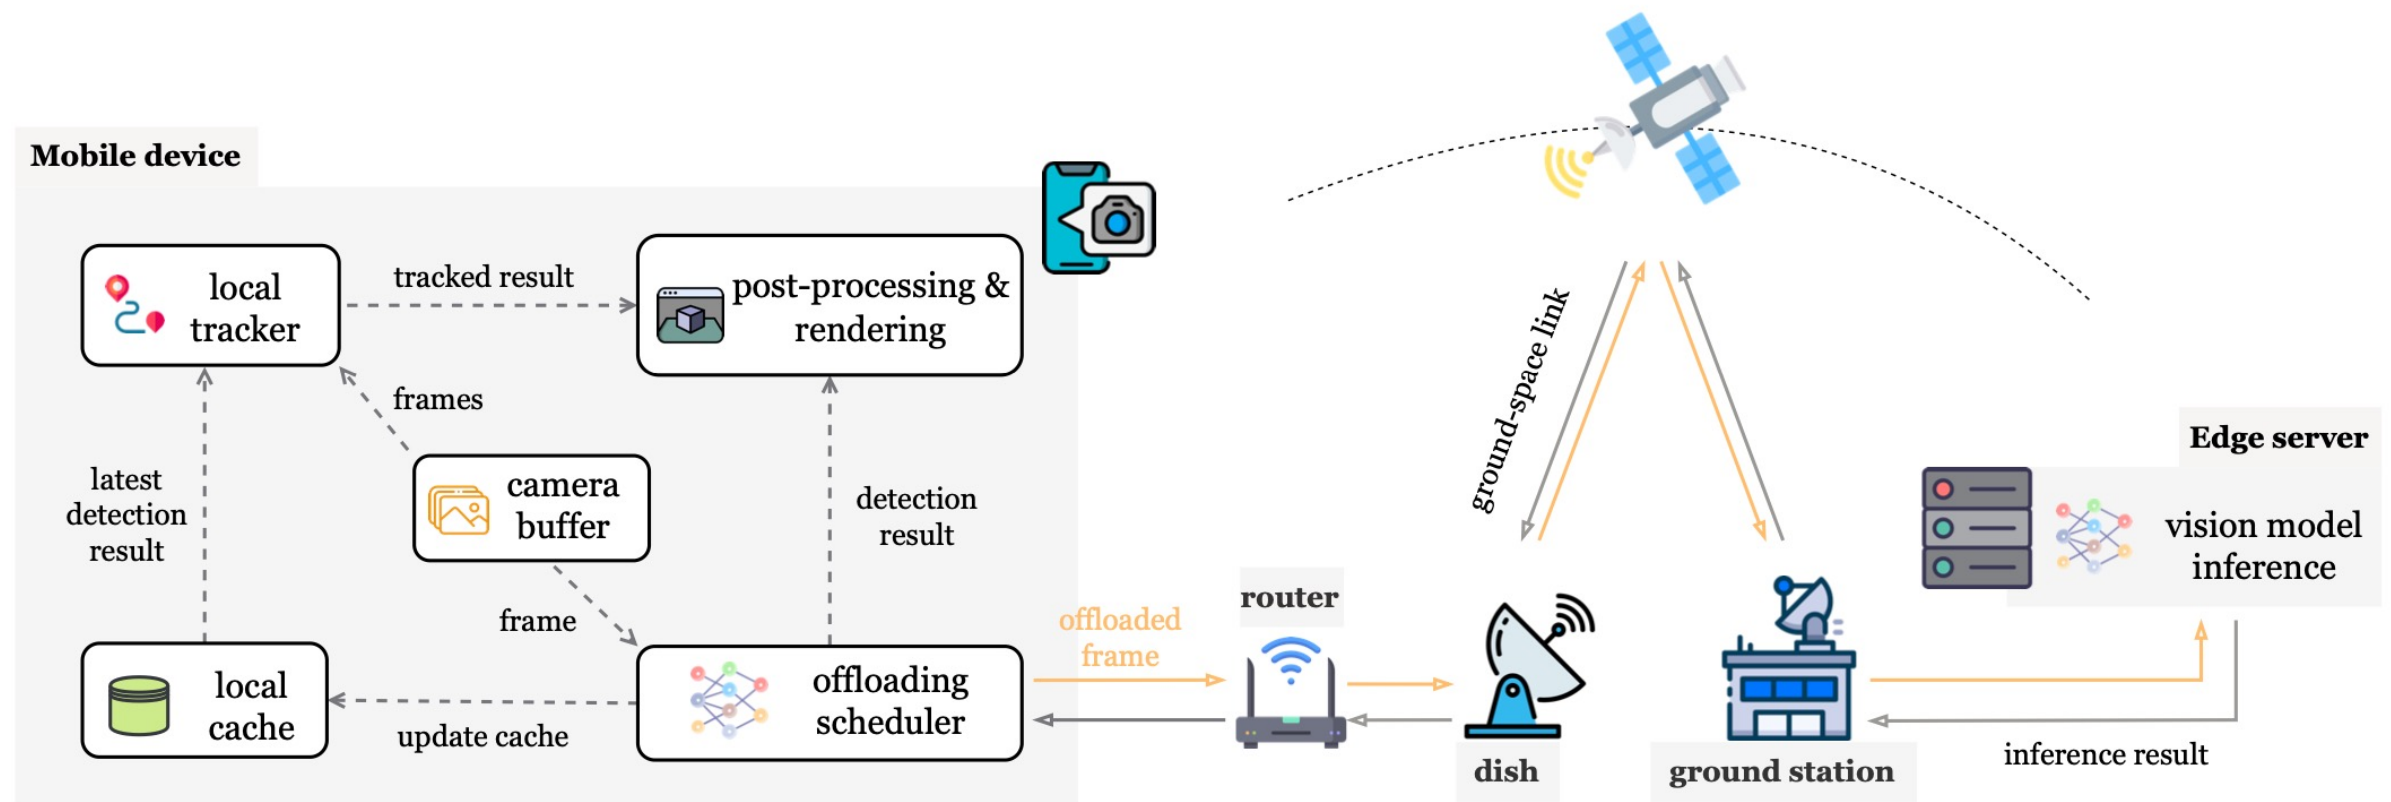 Mobile device
local
tracker
tracked result
post-processing &
rendering
frames
latest
detection
result
camera
buffer
detection
result
frame
local
cache
update cache
offloading
scheduler
offloaded
frame
router
ground-space link
dish
ground station
Edge server
vision model
inference
inference result